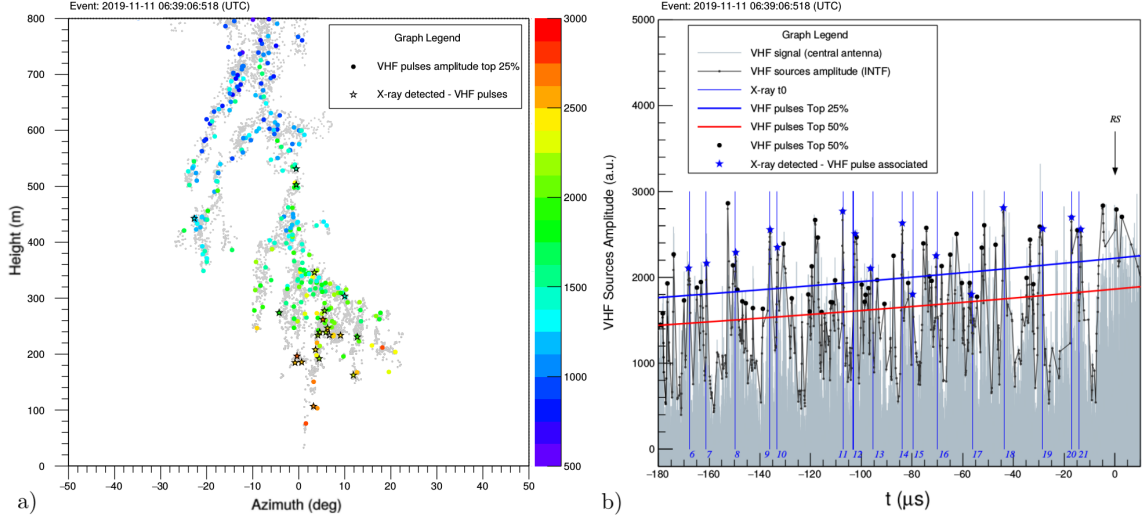 Event: 2019-11-11 06:39:06:518 (UTC)
Graph Legend
VHF pulses amplitude top 25%
X-ray detected - VHF pulses
800
700
600
500
400
300
200
100
0
Height (m)
−50 −40 −30 −20 −10 0 10 20 30 40 50
Azimuth (deg)
3000
2500
2000
1500
1000
500
a)
Event: 2019-11-11 06:39:06:518 (UTC)
Graph Legend
VHF signal (central antenna)
VHF sources amplitude (INTF)
X-ray t0
VHF pulses Top 25%
VHF pulses Top 50%
VHF pulses Top 50%
X-ray detected - VHF pulse associated
RS
5000
4000
3000
2000
1000
0
VHF Sources Amplitude (a.u.)
6 7 8 9 10 11 12 13 14 15 16 17 18 19 20 21
−180 −160 −140 −120 −100 −80 −60 −40 −20 0
t (μs)
b)